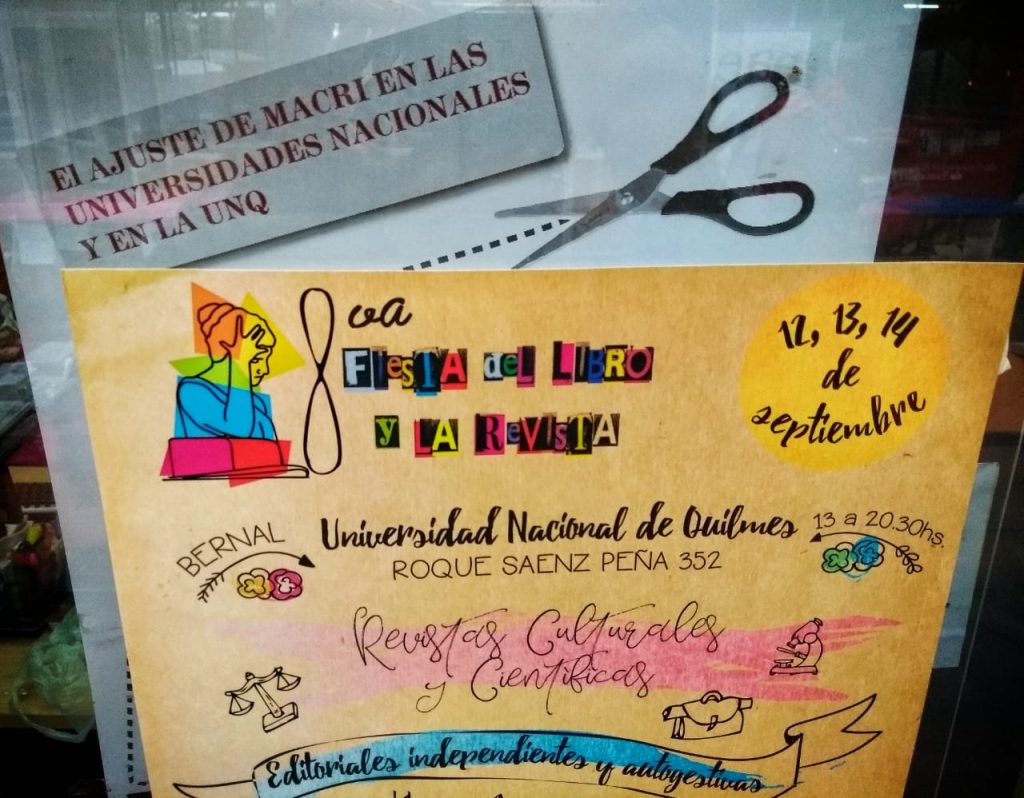 El AJUSTE DE MACRI EN LAS
UNIVERSIDADES NACIONALES
Y EN LA UNQ
8 va
FIESTA del LIBRO
y LA REVISTA
12, 13, 14
de
septiembre
BERNAL
Universidad Nacional de Quilmes
13 a 20.30hs.
ROQUE SAENZ PEÑA 352
Revistas Culturales
y Científicas
Editoriales independientes y autogestivas